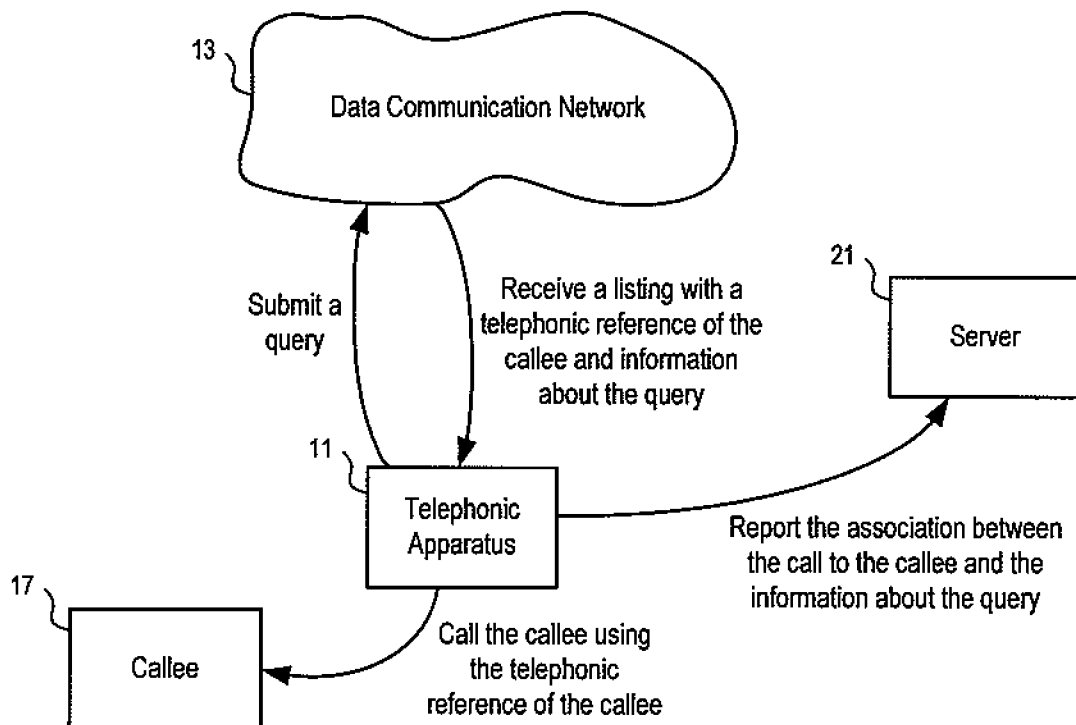 13
Data Communication Network
21
Server
Submit a
query
Receive a listing with a
telephonic reference of the
callee and information
about the query
11
Telephonic
Apparatus
Report the association between
the call to the callee and the
information about the query
17
Callee
Call the callee using
the telephonic
reference of the callee